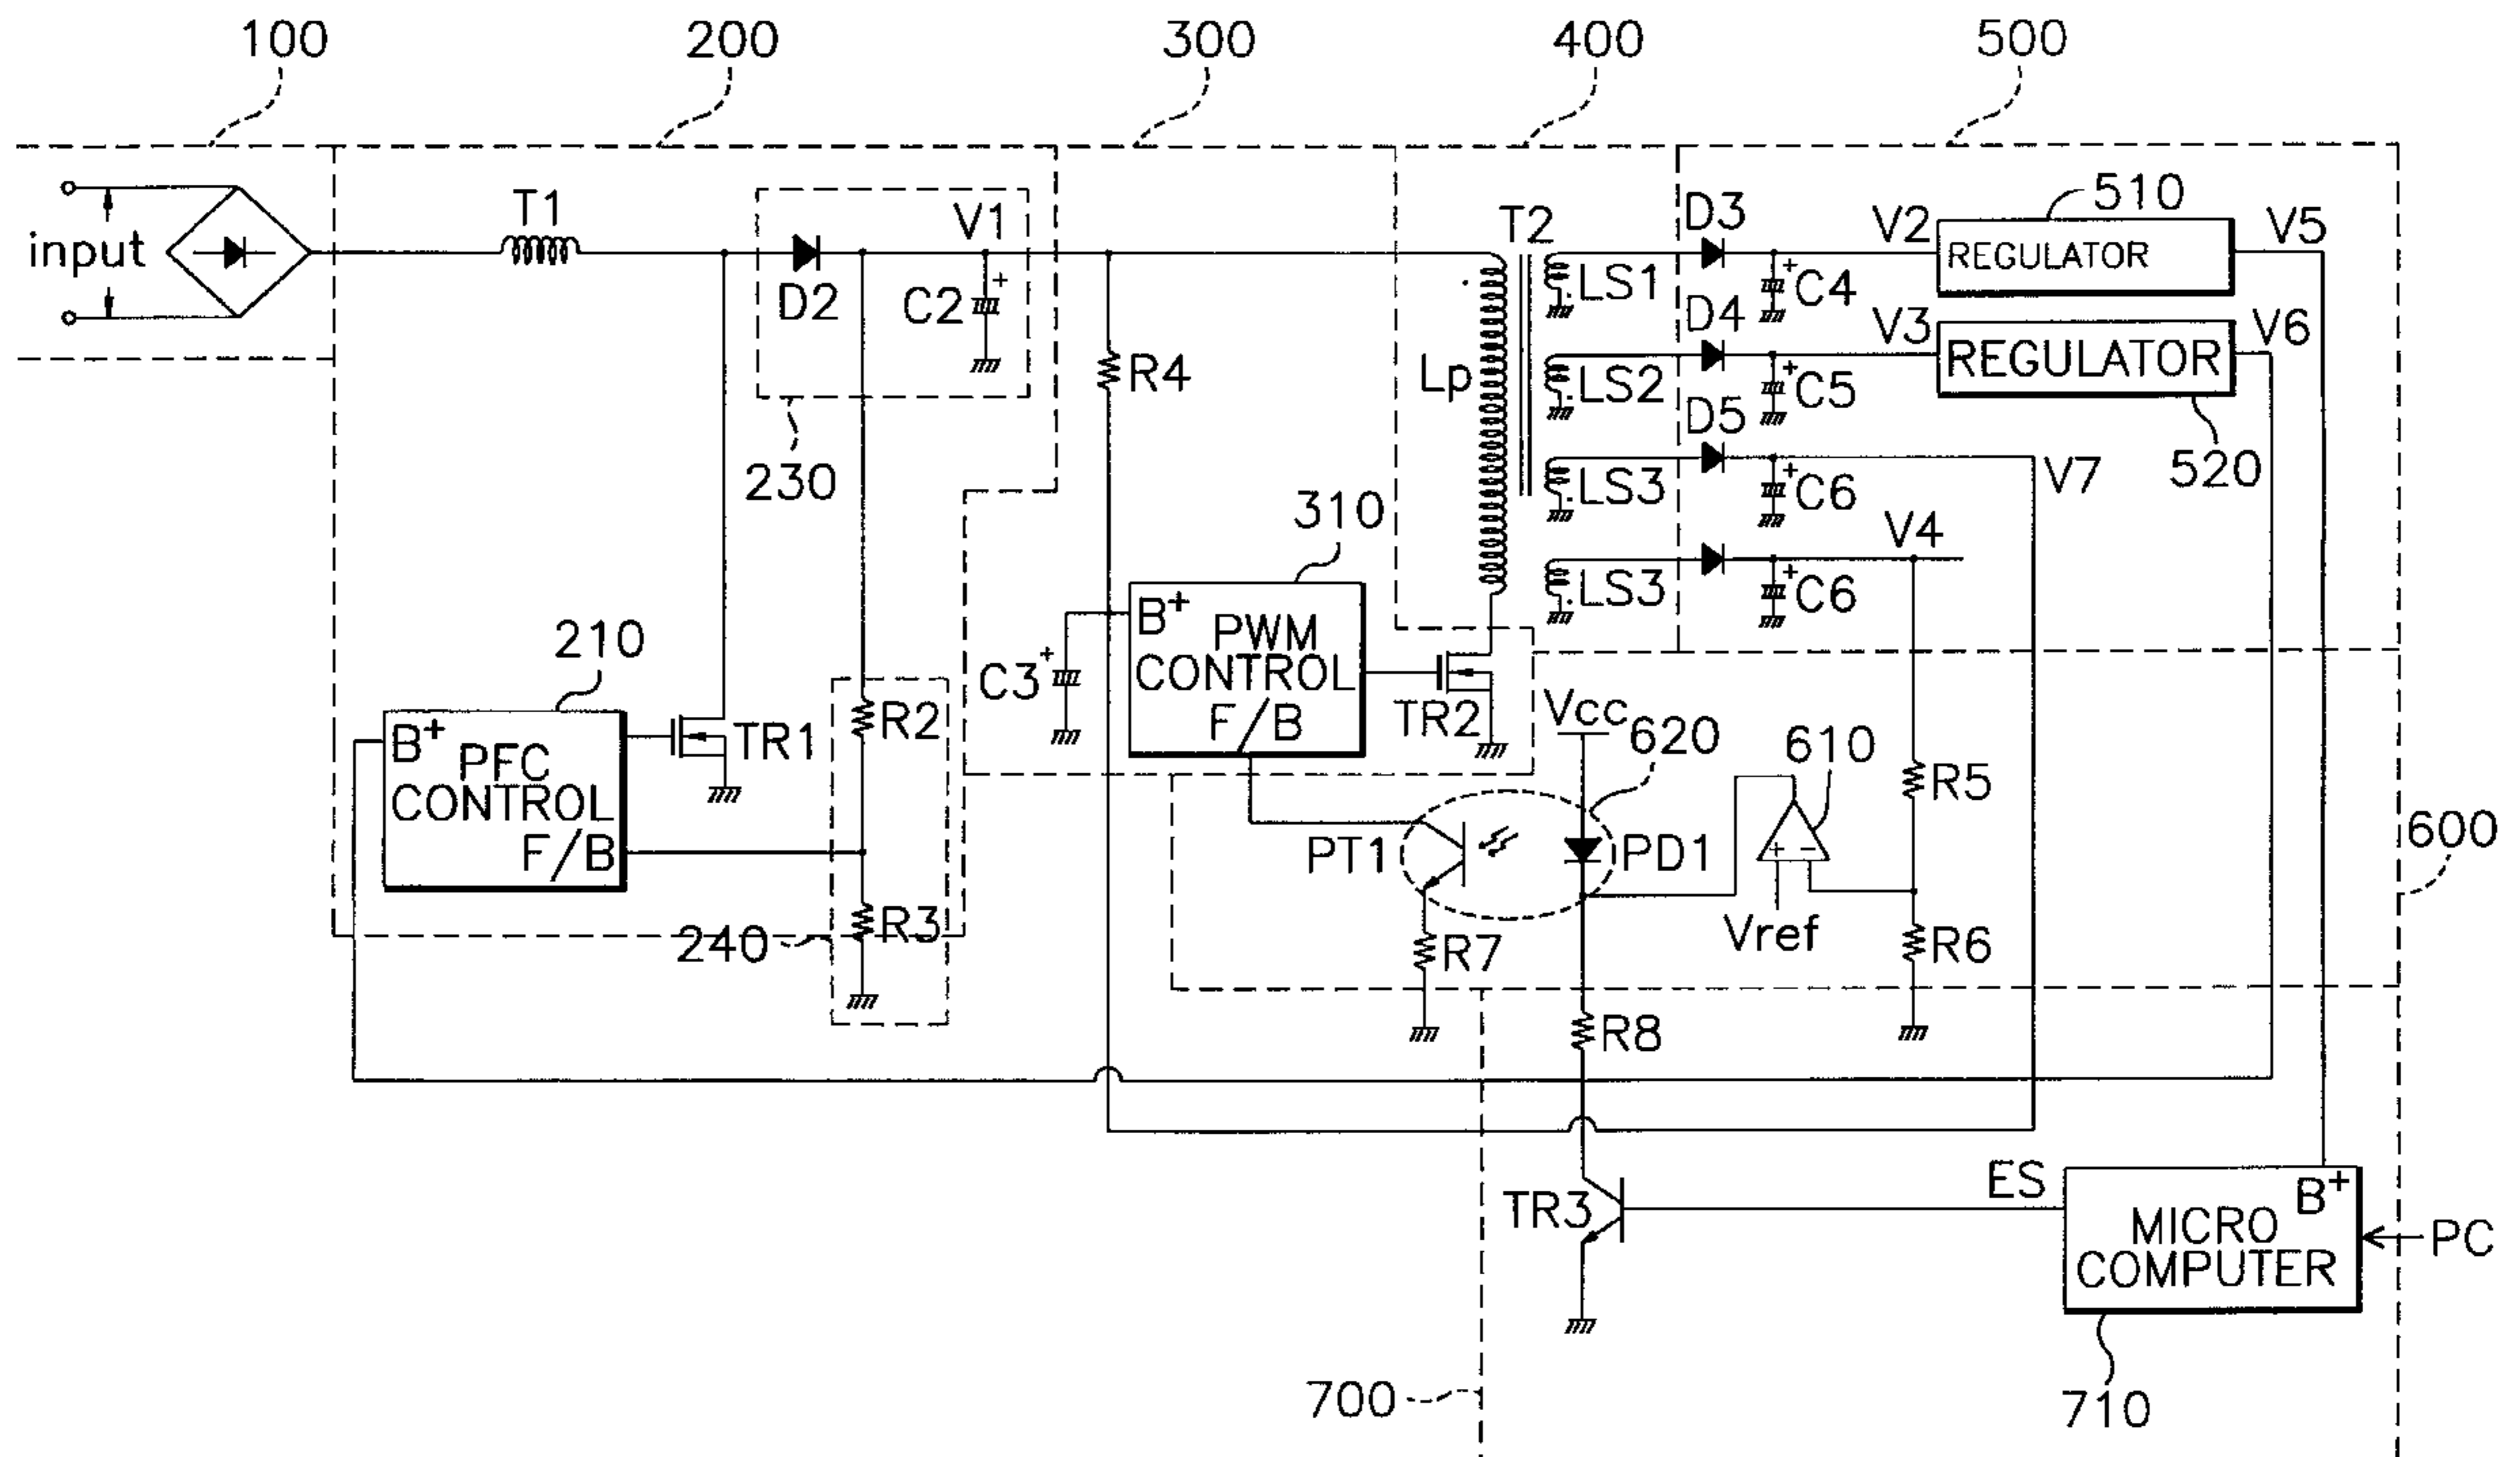 100
200
300
400
500
input
T1
D2
V1
C2
230
R4
T2
Lp
LS1
LS2
LS3
LS3
D3
D4
D5
C4
C5
C6
C6
V2
V3
V7
V4
510
REGULATOR
V5
REGULATOR
V6
520
210
B+
PFC
CONTROL
F/B
TR1
R2
R3
240
310
B+
PWM
CONTROL
F/B
C3
TR2
Vcc
620
610
PT1
PD1
+ −
Vref
R5
R6
R7
600
R8
TR3
ES
B+
MICRO
COMPUTER
PC
700
710